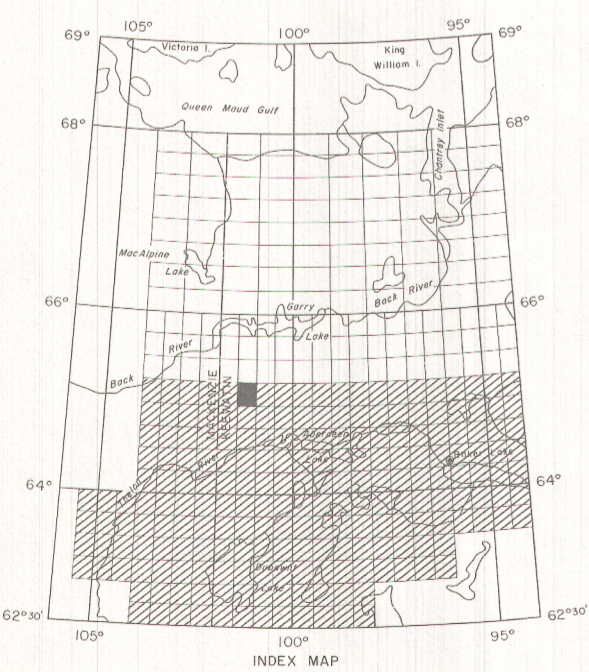 105°
100°
95°
69°
69°
Victoria I.
King
William I.
Queen Maud Gulf
68°
68°
Chantrey Inlet
MacAlpine
Lake
66°
66°
Garry
Lake
Back River
River
Back
MACKENZIE
KEEWATIN
Aberdeen
Lake
Baker Lake
River
Thelon
64°
64°
Dubawnt
Lake
62°30'
62°30'
105°
100°
95°
INDEX MAP